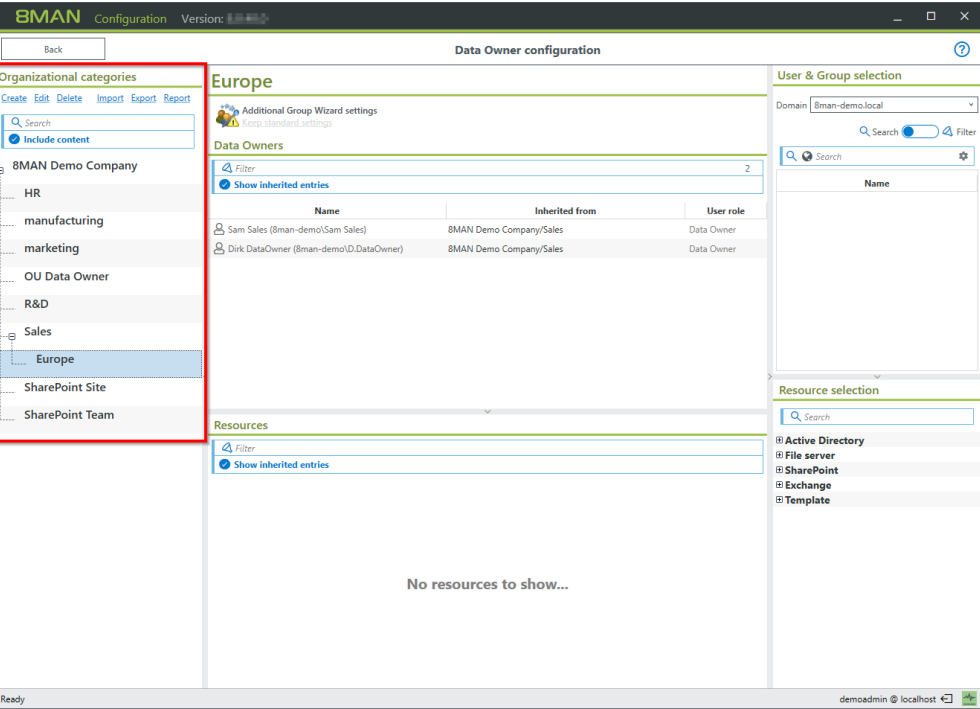 8MAN Configuration Version:
Back
Data Owner configuration
?
Organizational categories
Create Edit Delete Import Export Report
Search
Include content
8MAN Demo Company
HR
manufacturing
marketing
OU Data Owner
R&D
Sales
Europe
SharePoint Site
SharePoint Team
Europe
Additional Group Wizard settings
Keep standard settings
Data Owners
Filter 2
Show inherited entries
Name Inherited from User role
Sam Sales (8man-demo\Sam Sales) 8MAN Demo Company/Sales Data Owner
Dirk DataOwner (8man-demo\D.DataOwner) 8MAN Demo Company/Sales Data Owner
Resources
Filter
Show inherited entries
No resources to show...
User & Group selection
Domain 8man-demo.local
Search Filter
Search
Name
Resource selection
Search
Active Directory
File server
SharePoint
Exchange
Template
Ready
demoadmin @ localhost